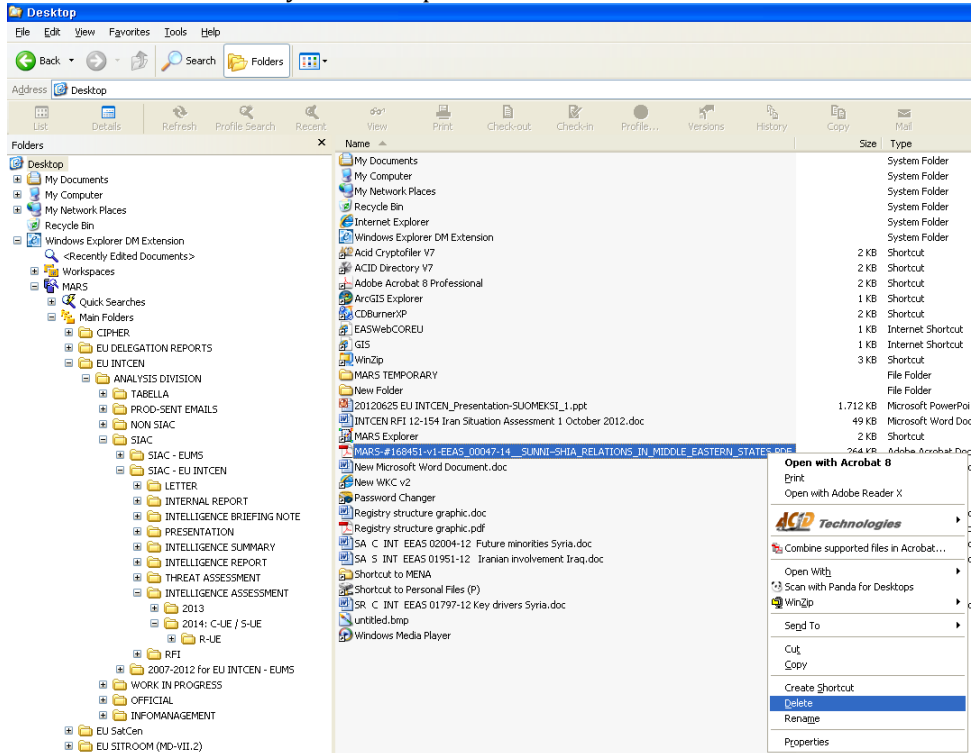 Desktop
File Edit View Favorites Tools Help
Back Search Folders
Address Desktop
List Details Refresh Profile Search Recent View Print Check-out Check-in Profile... Versions History Copy Mail
Folders × Name Size Type
Desktop
My Documents
My Computer
My Network Places
Recycle Bin
Windows Explorer DM Extension
<Recently Edited Documents>
Workspaces
MARS
Quick Searches
Main Folders
CIPHER
EU DELEGATION REPORTS
EU INTCEN
ANALYSIS DIVISION
TABELLA
PROD-SENT EMAILS
NON SIAC
SIAC
SIAC - EUMS
SIAC - EU INTCEN
LETTER
INTERNAL REPORT
INTELLIGENCE BRIEFING NOTE
PRESENTATION
INTELLIGENCE SUMMARY
INTELLIGENCE REPORT
THREAT ASSESSMENT
INTELLIGENCE ASSESSMENT
2013
2014: C-UE / S-UE
R-UE
RFI
2007-2012 for EU INTCEN - EUMS
WORK IN PROGRESS
OFFICIAL
INFOMANAGEMENT
EU SatCen
EU SITROOM (MD-VII.2)
My Documents System Folder
My Computer System Folder
My Network Places System Folder
Recycle Bin System Folder
Internet Explorer System Folder
Windows Explorer DM Extension System Folder
Acid Cryptofiler V7 2 KB Shortcut
ACID Directory V7 2 KB Shortcut
Adobe Acrobat 8 Professional 2 KB Shortcut
ArcGIS Explorer 1 KB Shortcut
CDBurnerXP 2 KB Shortcut
EASWebCOREU 1 KB Internet Shortcut
GIS 1 KB Internet Shortcut
WinZip 3 KB Shortcut
MARS TEMPORARY File Folder
New Folder File Folder
20120625 EU INTCEN_Presentation-SUOMEKSI_1.ppt 1.712 KB Microsoft PowerPoi
INTCEN RFI 12-154 Iran Situation Assessment 1 October 2012.doc 49 KB Microsoft Word Doc
MARS Explorer 2 KB Shortcut
MARS-#168451-v1-EEAS_00047-14__SUNNI-SHIA_RELATIONS_IN_MIDDLE_EASTERN_STATES.PDF 264 KB Adobe Acrobat Doc
New Microsoft Word Document.doc
New WKC v2
Password Changer
Registry structure graphic.doc
Registry structure graphic.pdf
SA C INT EEAS 02004-12 Future minorities Syria.doc
SA S INT EEAS 01951-12 Iranian involvement Iraq.doc
Shortcut to MENA
Shortcut to Personal Files (P)
SR C INT EEAS 01797-12 Key drivers Syria.doc
untitled.bmp
Windows Media Player
Open with Acrobat 8
Print
Open with Adobe Reader X
ACiD Technologies
Combine supported files in Acrobat...
Open With
Scan with Panda for Desktops
WinZip
Send To
Cut
Copy
Create Shortcut
Delete
Rename
Properties